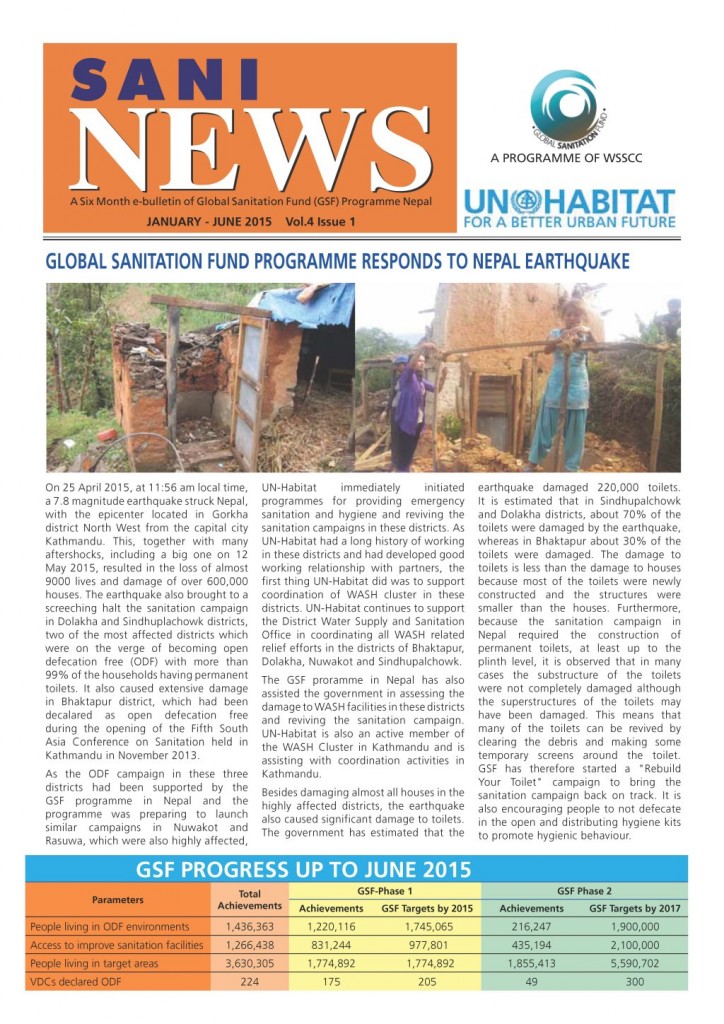 SANI
NEWS
A Six Month e-bulletin of Global Sanitation Fund (GSF) Programme Nepal
JANUARY - JUNE 2015 Vol.4 Issue 1
GLOBAL SANITATION FUND
A PROGRAMME OF WSSCC
UN HABITAT
FOR A BETTER URBAN FUTURE
GLOBAL SANITATION FUND PROGRAMME RESPONDS TO NEPAL EARTHQUAKE
On 25 April 2015, at 11:56 am local time,
a 7.8 magnitude earthquake struck Nepal,
with the epicenter located in Gorkha
district North West from the capital city
Kathmandu. This, together with many
aftershocks, including a big one on 12
May 2015, resulted in the loss of almost
9000 lives and damage of over 600,000
houses. The earthquake also brought to a
screeching halt the sanitation campaign
in Dolakha and Sindhuplachowk districts,
two of the most affected districts which
were on the verge of becoming open
defecation free (ODF) with more than
99% of the households having permanent
toilets. It also caused extensive damage
in Bhaktapur district, which had been
decalared as open defecation free
during the opening of the Fifth South
Asia Conference on Sanitation held in
Kathmandu in November 2013.
As the ODF campaign in these three
districts had been supported by the
GSF programme in Nepal and the
programme was preparing to launch
similar campaigns in Nuwakot and
Rasuwa, which were also highly affected,
UN-Habitat immediately initiated
programmes for providing emergency
sanitation and hygiene and reviving the
sanitation campaigns in these districts. As
UN-Habitat had a long history of working
in these districts and had developed good
working relationship with partners, the
first thing UN-Habitat did was to support
coordination of WASH cluster in these
districts. UN-Habitat continues to support
the District Water Supply and Sanitation
Office in coordinating all WASH related
relief efforts in the districts of Bhaktapur,
Dolakha, Nuwakot and Sindhupalchowk.
The GSF proramme in Nepal has also
assisted the government in assessing the
damage to WASH facilities in these districts
and reviving the sanitation campaign.
UN-Habitat is also an active member of
the WASH Cluster in Kathmandu and is
assisting with coordination activities in
Kathmandu.
Besides damaging almost all houses in the
highly affected districts, the earthquake
also caused significant damage to toilets.
The government has estimated that the
earthquake damaged 220,000 toilets.
It is estimated that in Sindhupalchowk
and Dolakha districts, about 70% of the
toilets were damaged by the earthquake,
whereas in Bhaktapur about 30% of the
toilets were damaged. The damage to
toilets is less than the damage to houses
because most of the toilets were newly
constructed and the structures were
smaller than the houses. Furthermore,
because the sanitation campaign in
Nepal required the construction of
permanent toilets, at least up to the
plinth level, it is observed that in many
cases the substructure of the toilets
were not completely damaged although
the superstructures of the toilets may
have been damaged. This means that
many of the toilets can be revived by
clearing the debris and making some
temporary screens around the toilet.
GSF has therefore started a "Rebuild
Your Toilet" campaign to bring the
sanitation campaign back on track. It is
also encouraging people to not defecate
in the open and distributing hygiene kits
to promote hygienic behaviour.
GSF PROGRESS UP TO JUNE 2015
Parameters Total Achievements GSF-Phase 1 GSF Phase 2
Achievements GSF Targets by 2015 Achievements GSF Targets by 2017
People living in ODF environments 1,436,363 1,220,116 1,745,065 216,247 1,900,000
Access to improve sanitation facilities 1,266,438 831,244 977,801 435,194 2,100,000
People living in target areas 3,630,305 1,774,892 1,774,892 1,855,413 5,590,702
VDCs declared ODF 224 175 205 49 300